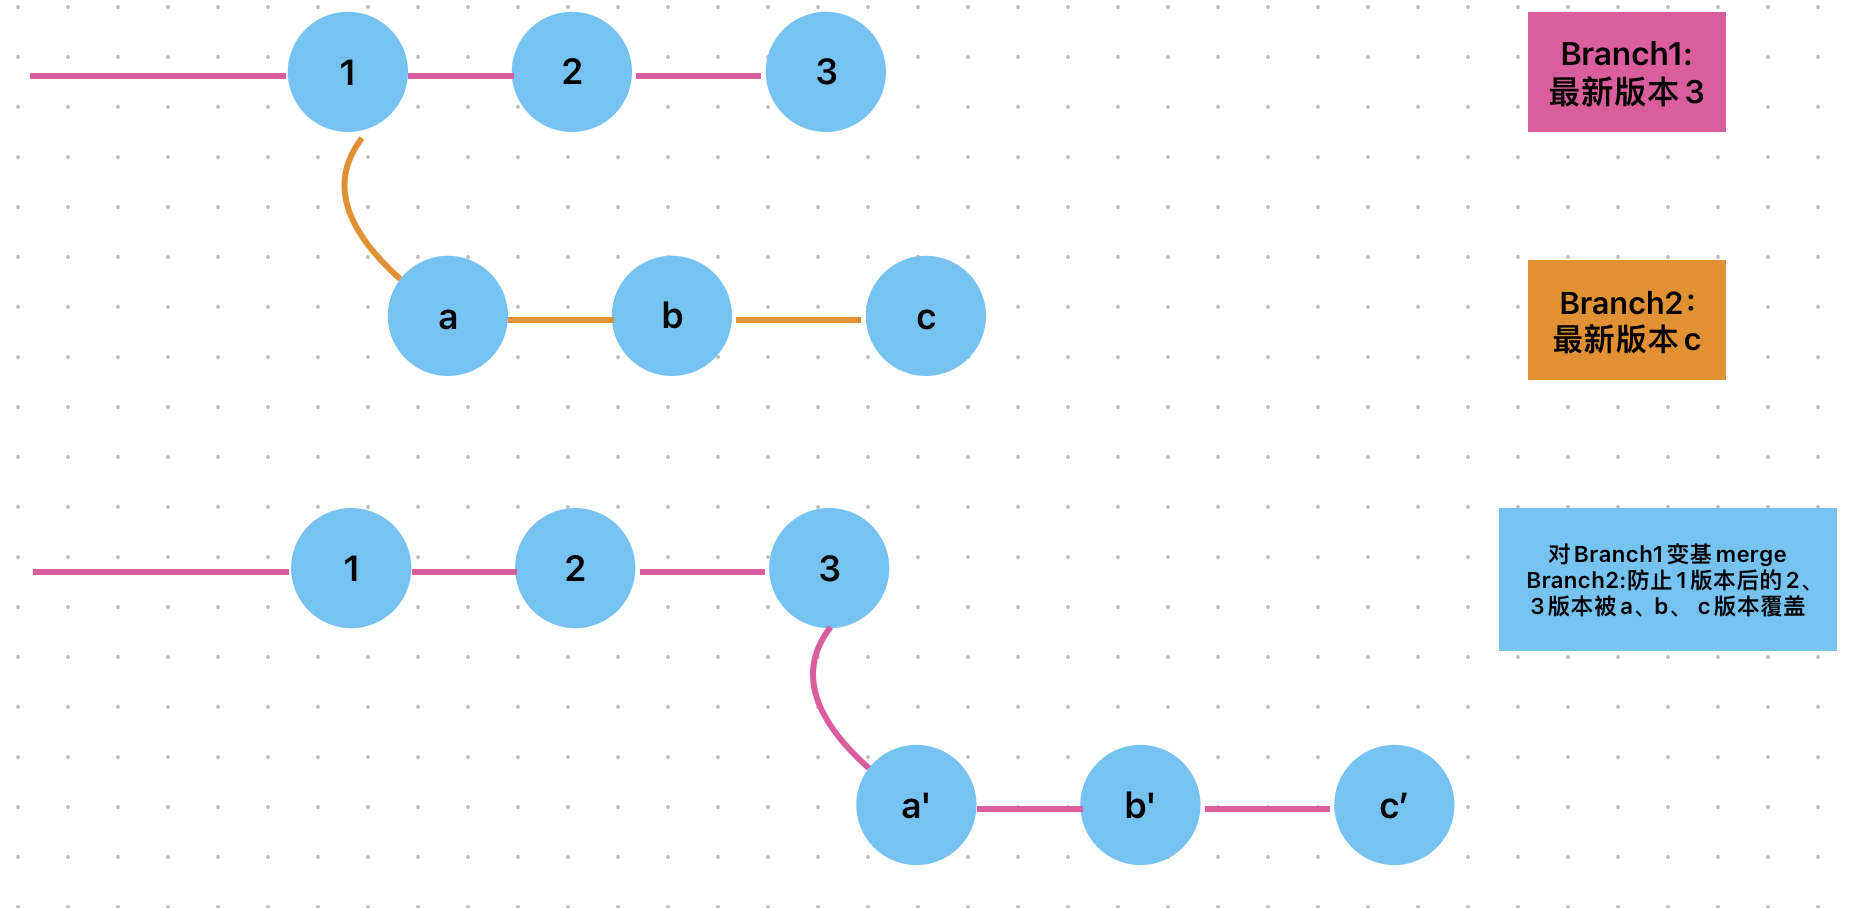 1
2
3
Branch1:
最新版本3
a
b
c
Branch2：
最新版本c
1
2
3
对Branch1变基merge
Branch2:防止1版本后的2、
3版本被a、b、 c版本覆盖
a'
b'
c’